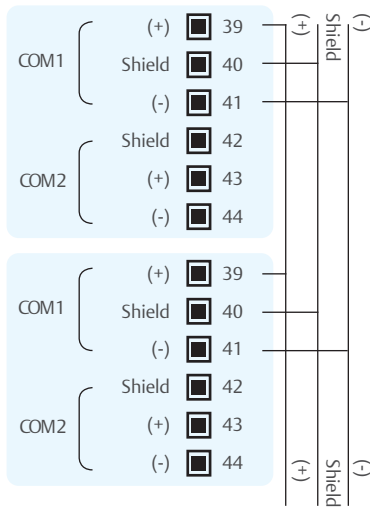 (+) 39
COM1 Shield 40
(-) 41
Shield 42
COM2 (+) 43
(-) 44
(+) Shield (-)
(+) 39
COM1 Shield 40
(-) 41
Shield 42
COM2 (+) 43
(-) 44
(+) Shield (-)